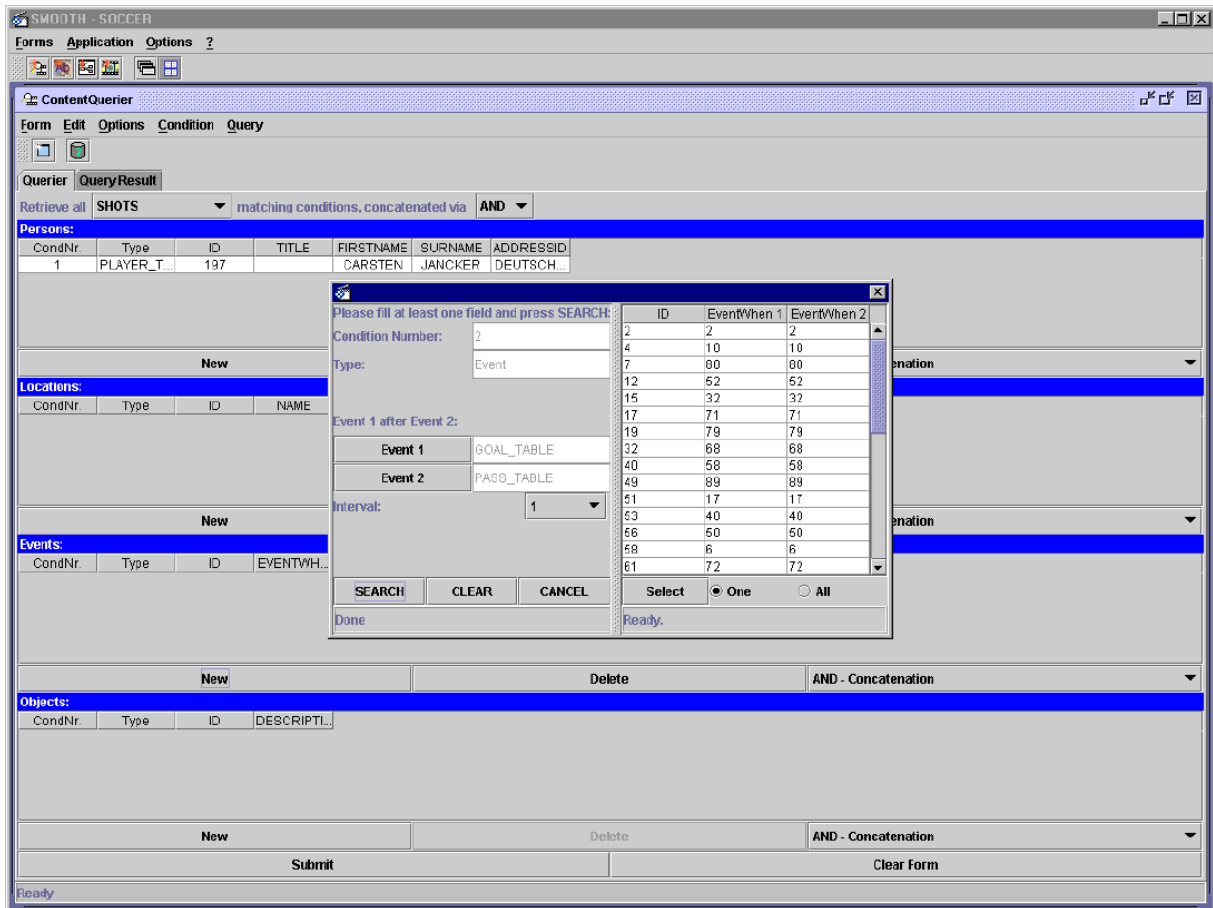 SMOOTH - SOCCER
Forms Application Options ?
ContentQuerier
Form Edit Options Condition Query
Querier QueryResult
Retrieve all SHOTS matching conditions, concatenated via AND
Persons:
CondNr. Type ID TITLE FIRSTNAME SURNAME ADDRESSID
1 PLAYER_T... 197 CARSTEN JANCKER DEUTSCH...
New enation
Locations:
CondNr. Type ID NAME
New enation
Events:
CondNr. Type ID EVENTWH...
New Delete AND - Concatenation
Objects:
CondNr. Type ID DESCRIPTI...
New Delete AND - Concatenation
Submit Clear Form
Ready
Please fill at least one field and press SEARCH:
Condition Number: 2
Type: Event
Event 1 after Event 2:
Event 1 GOAL_TABLE
Event 2 PASS_TABLE
Interval: 1
SEARCH CLEAR CANCEL
Done
ID EventWhen 1 EventWhen 2
2 2 2
4 10 10
7 80 80
12 52 52
15 32 32
17 71 71
19 79 79
32 68 68
40 58 58
49 89 89
51 17 17
53 40 40
56 50 50
58 6 6
61 72 72
Select One All
Ready.